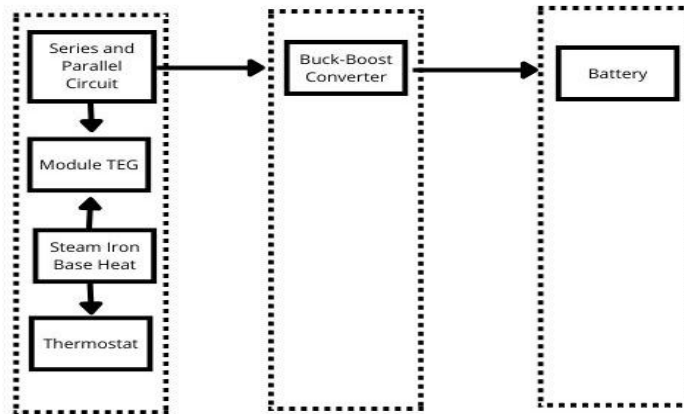 Series and
Parallel
Circuit
Module TEG
Steam Iron
Base Heat
Thermostat
Buck-Boost
Converter
Battery